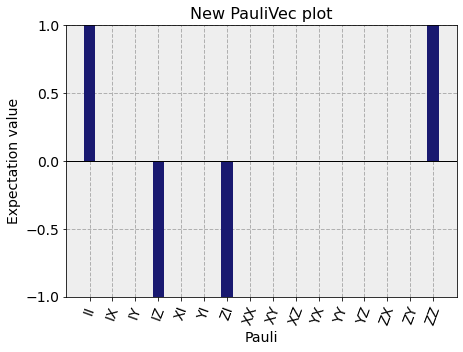 New PauliVec plot
Expectation value
1.0
0.5
0.0
−0.5
−1.0
II IX IY IZ XI YI ZI XX XY XZ YX YY YZ ZX ZY ZZ
Pauli